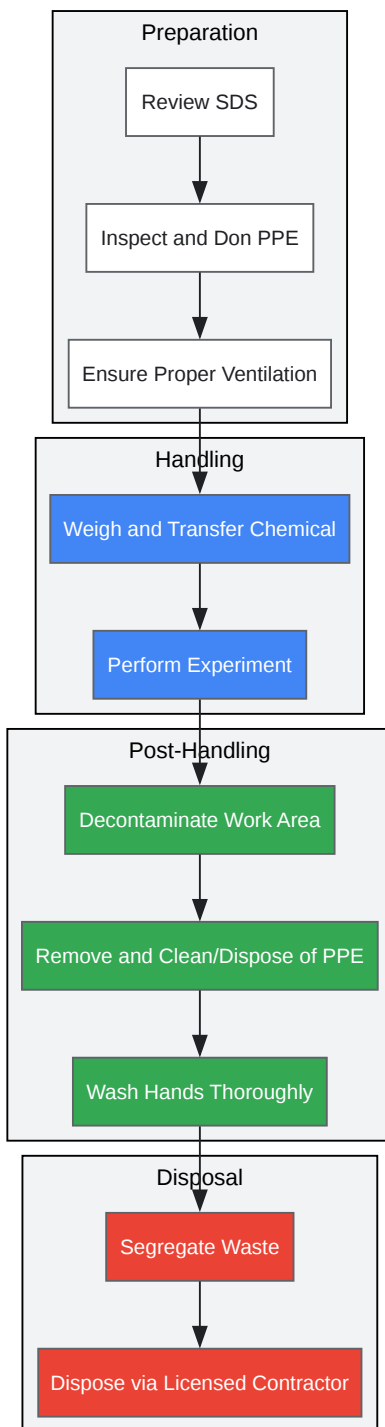 Preparation
Review SDS
Inspect and Don PPE
Ensure Proper Ventilation
Handling
Weigh and Transfer Chemical
Perform Experiment
Post-Handling
Decontaminate Work Area
Remove and Clean/Dispose of PPE
Wash Hands Thoroughly
Disposal
Segregate Waste
Dispose via Licensed Contractor